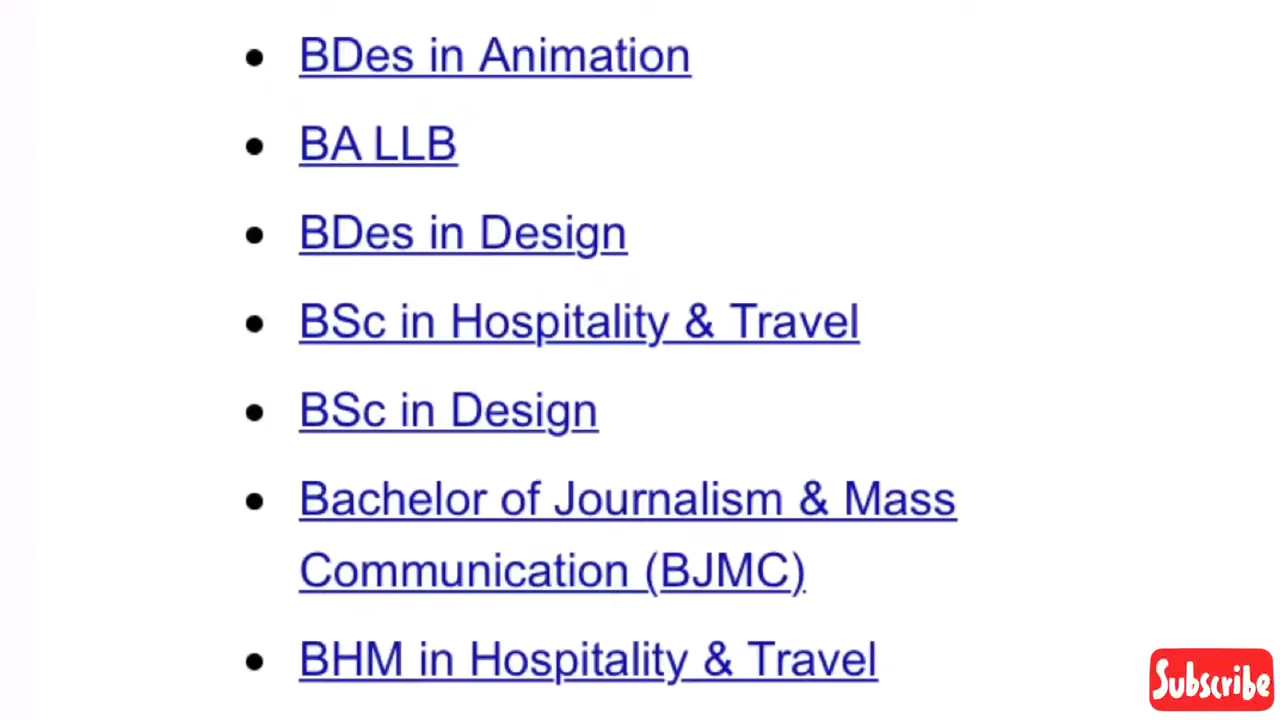 BDes in Animation
BA LLB
BDes in Design
BSc in Hospitality & Travel
BSc in Design
Bachelor of Journalism & Mass
Communication (BJMC)
BHM in Hospitality & Travel
Subscribe